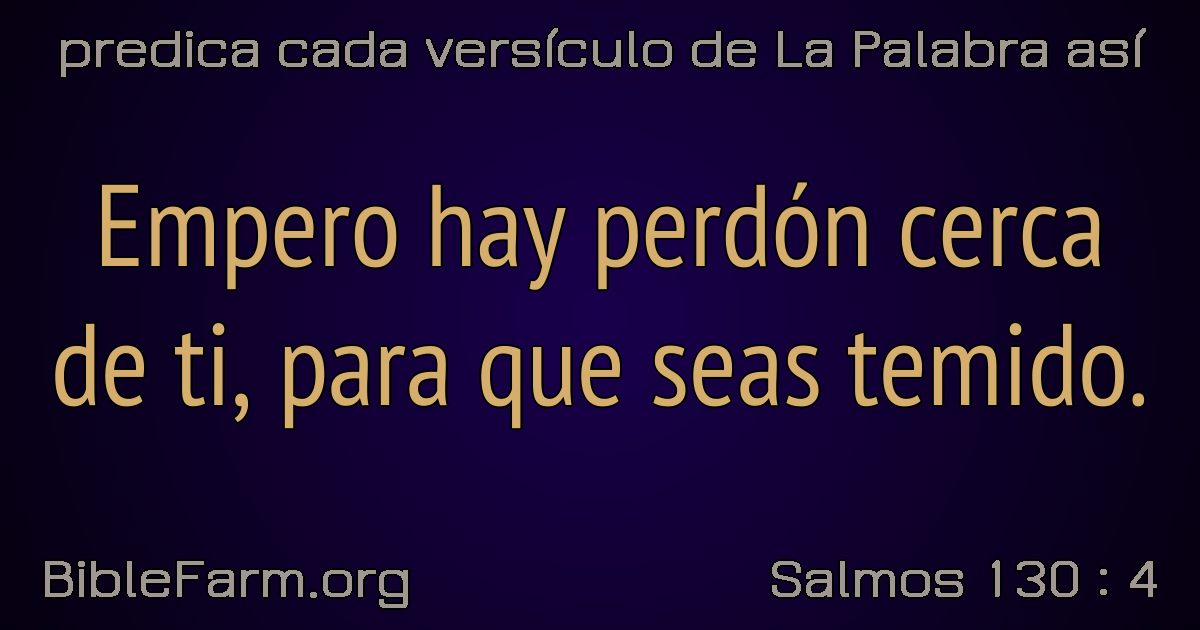 predica cada versículo de La Palabra así
Empero hay perdón cerca
de ti, para que seas temido.
BibleFarm.org
Salmos 130 : 4